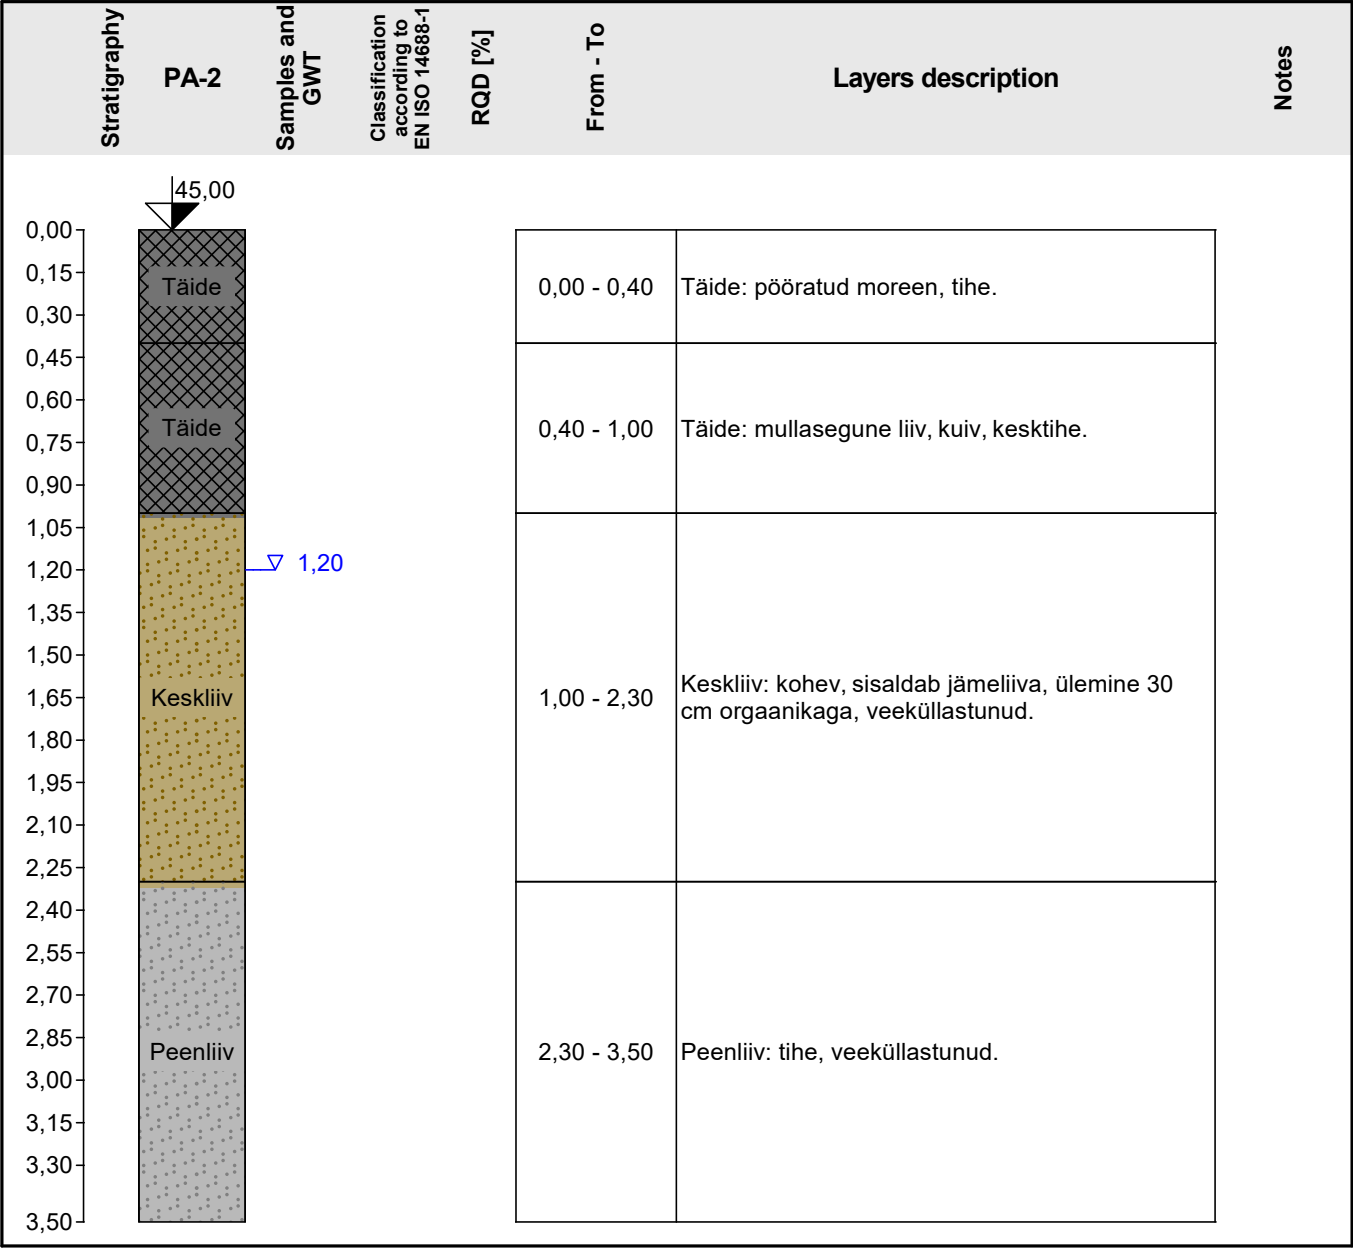 Stratigraphy
PA-2
Samples and
GWT
Classification
according to
EN ISO 14688-1
RQD [%]
From - To
Layers description
Notes
45,00
0,00
0,15
0,30
0,45
0,60
0,75
0,90
1,05
1,20
1,35
1,50
1,65
1,80
1,95
2,10
2,25
2,40
2,55
2,70
2,85
3,00
3,15
3,30
3,50
Täide
0,00 - 0,40
Täide: pööratud moreen, tihe.
Täide
0,40 - 1,00
Täide: mullasegune liiv, kuiv, kesktihe.
1,20
Keskliiv
1,00 - 2,30
Keskliiv: kohev, sisaldab jämeliiva, ülemine 30
cm orgaanikaga, veeküllastunud.
Peenliiv
2,30 - 3,50
Peenliiv: tihe, veeküllastunud.